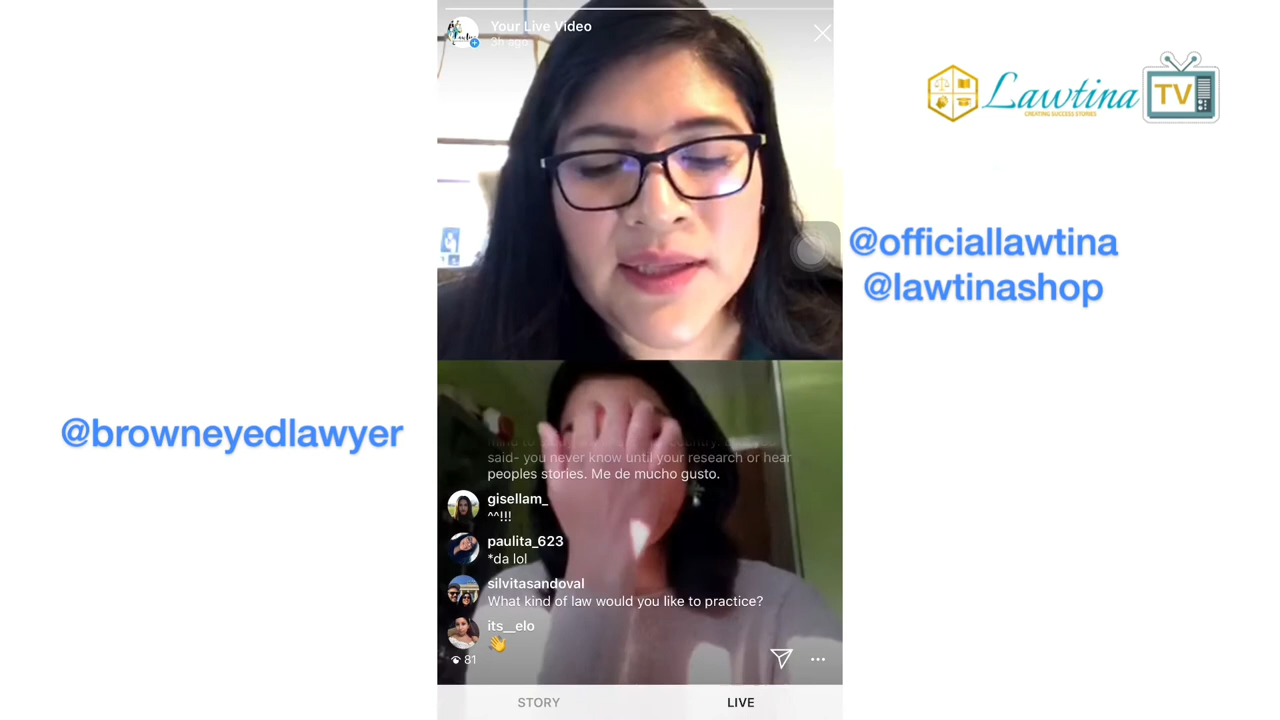 Your Live Video
3h ago
Lawtina
TV
CREATING SUCCESS STORIES
@officiallawtina
@lawtinashop
@browneyedlawyer
said- you never know until your research or hear
peoples stories. Me de mucho gusto.
gisellam_
^^!!!
paulita_623
*da lol
silvitasandoval
What kind of law would you like to practice?
its__elo
👋
81
STORY
LIVE